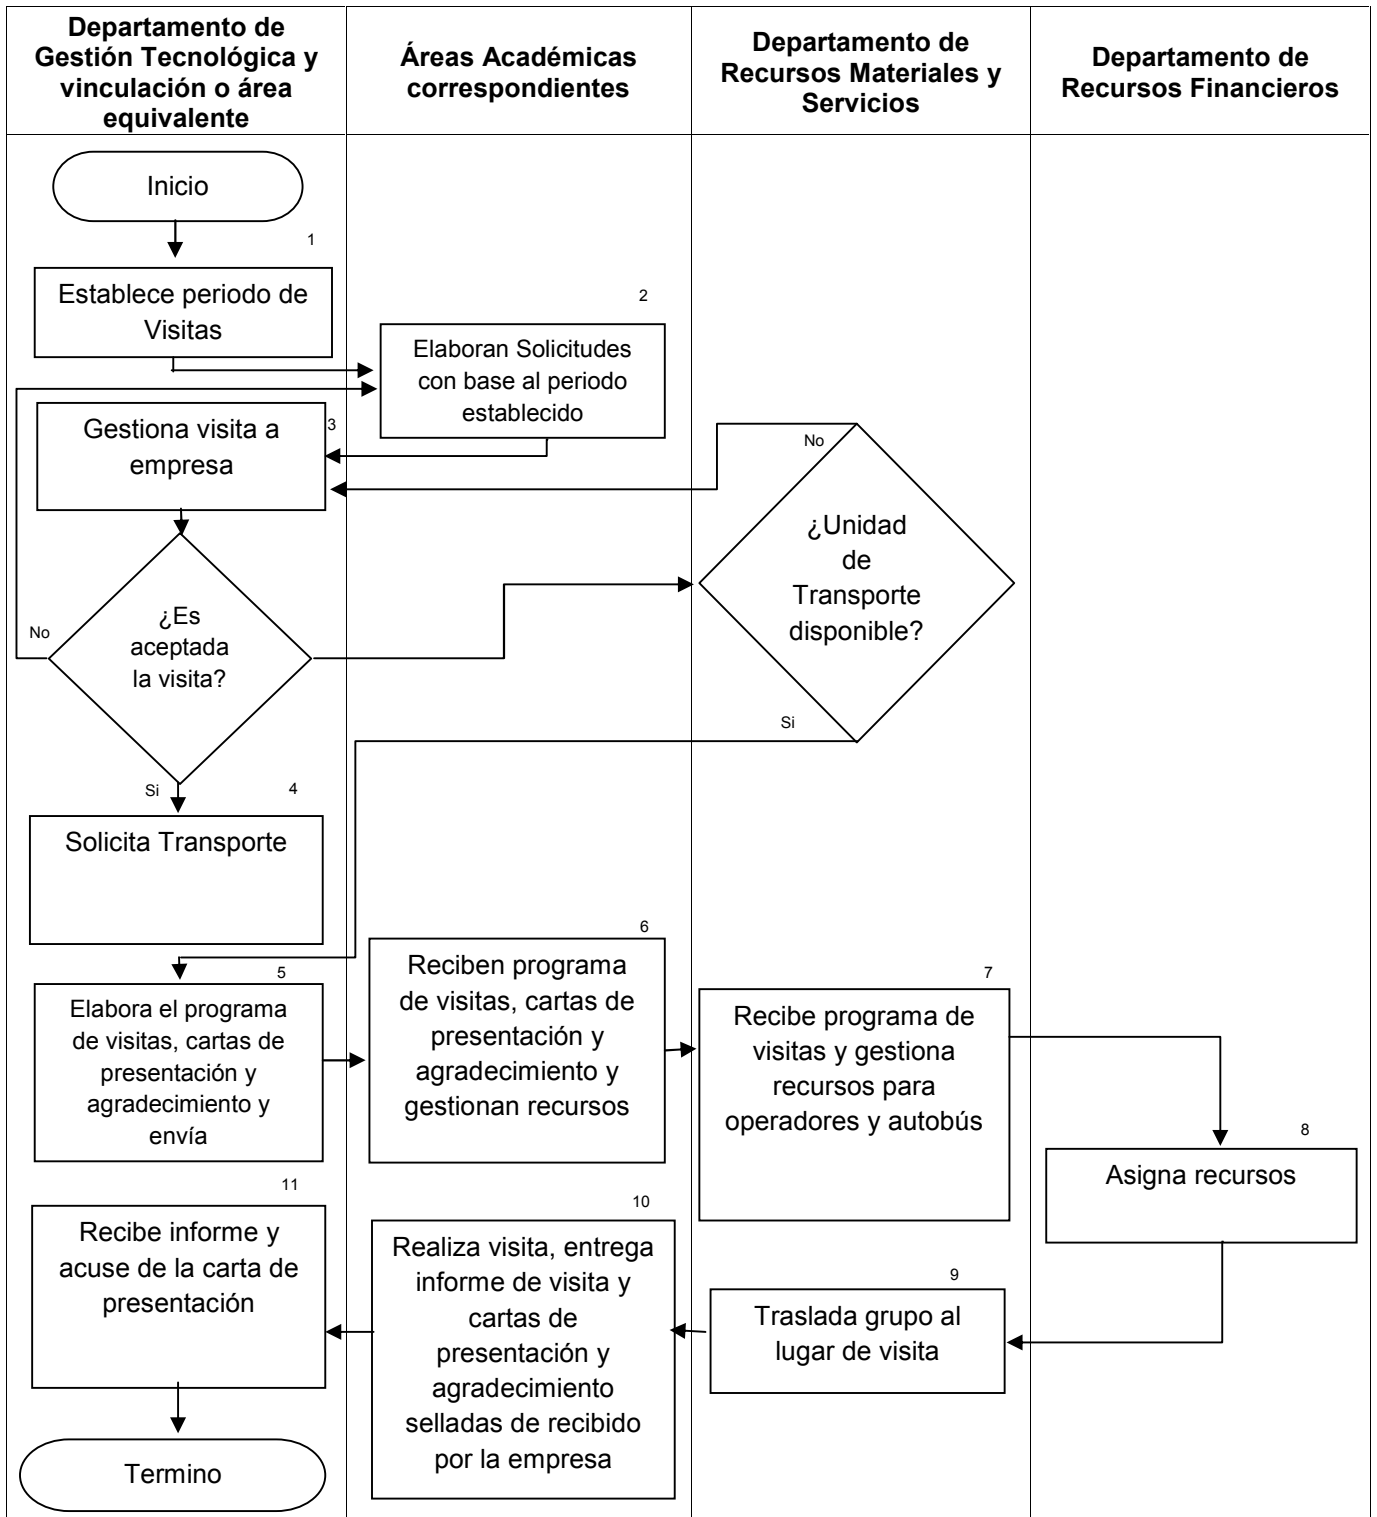 Departamento de
Gestión Tecnológica y
vinculación o área
equivalente
Áreas Académicas
correspondientes
Departamento de
Recursos Materiales y
Servicios
Departamento de
Recursos Financieros
Inicio
1
Establece periodo de
Visitas
2
Elaboran Solicitudes
con base al periodo
establecido
3
Gestiona visita a
empresa
No
¿Unidad
de
Transporte
disponible?
Si
¿Es
aceptada
la visita?
No
Si
4
Solicita Transporte
5
Elabora el programa
de visitas, cartas de
presentación y
agradecimiento y
envía
6
Reciben programa
de visitas, cartas de
presentación y
agradecimiento y
gestionan recursos
7
Recibe programa de
visitas y gestiona
recursos para
operadores y autobús
8
Asigna recursos
9
Traslada grupo al
lugar de visita
10
Realiza visita, entrega
informe de visita y
cartas de
presentación y
agradecimiento
selladas de recibido
por la empresa
11
Recibe informe y
acuse de la carta de
presentación
Termino